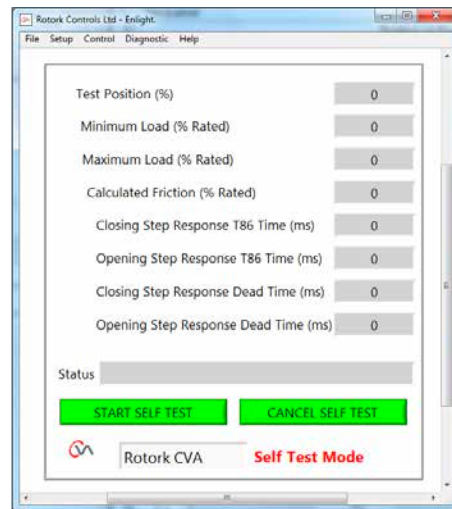 Rotork Controls Ltd - Enlight.
File Setup Control Diagnostic Help
Test Position (%) 0
Minimum Load (% Rated) 0
Maximum Load (% Rated) 0
Calculated Friction (% Rated) 0
Closing Step Response T86 Time (ms) 0
Opening Step Response T86 Time (ms) 0
Closing Step Response Dead Time (ms) 0
Opening Step Response Dead Time (ms) 0
Status
START SELF TEST CANCEL SELF TEST
Rotork CVA Self Test Mode